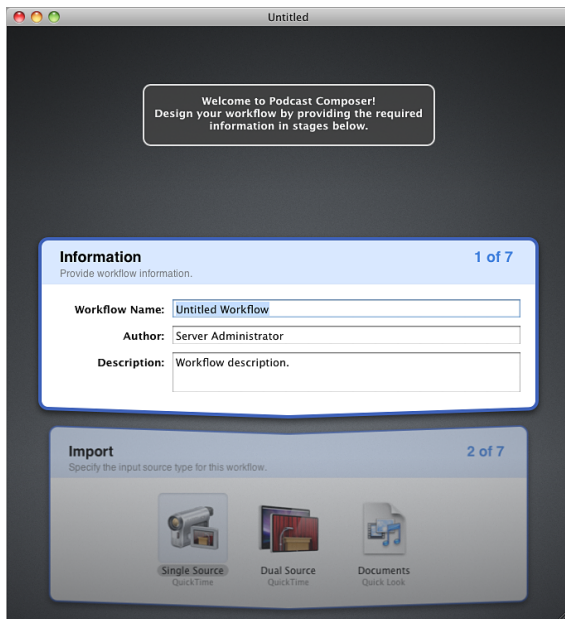 Untitled
Welcome to Podcast Composer!
Design your workflow by providing the required
information in stages below.
Information
1 of 7
Provide workflow information.
Workflow Name:
Untitled Workflow
Author:
Server Administrator
Description:
Workflow description.
Import
2 of 7
Specify the input source type for this workflow.
Single Source
Dual Source
Documents
QuickTime
QuickTime
Quick Look